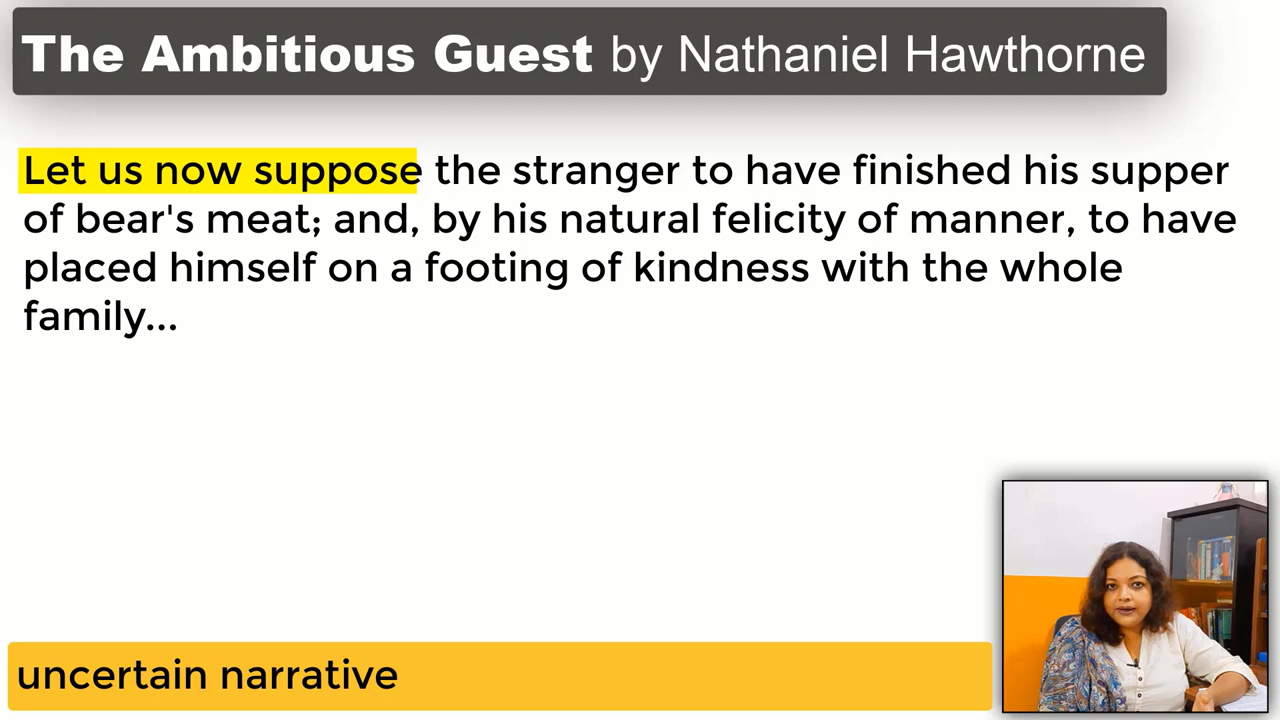 The Ambitious Guest by Nathaniel Hawthorne
Let us now suppose the stranger to have finished his supper
of bear's meat; and, by his natural felicity of manner, to have
placed himself on a footing of kindness with the whole
family...
uncertain narrative